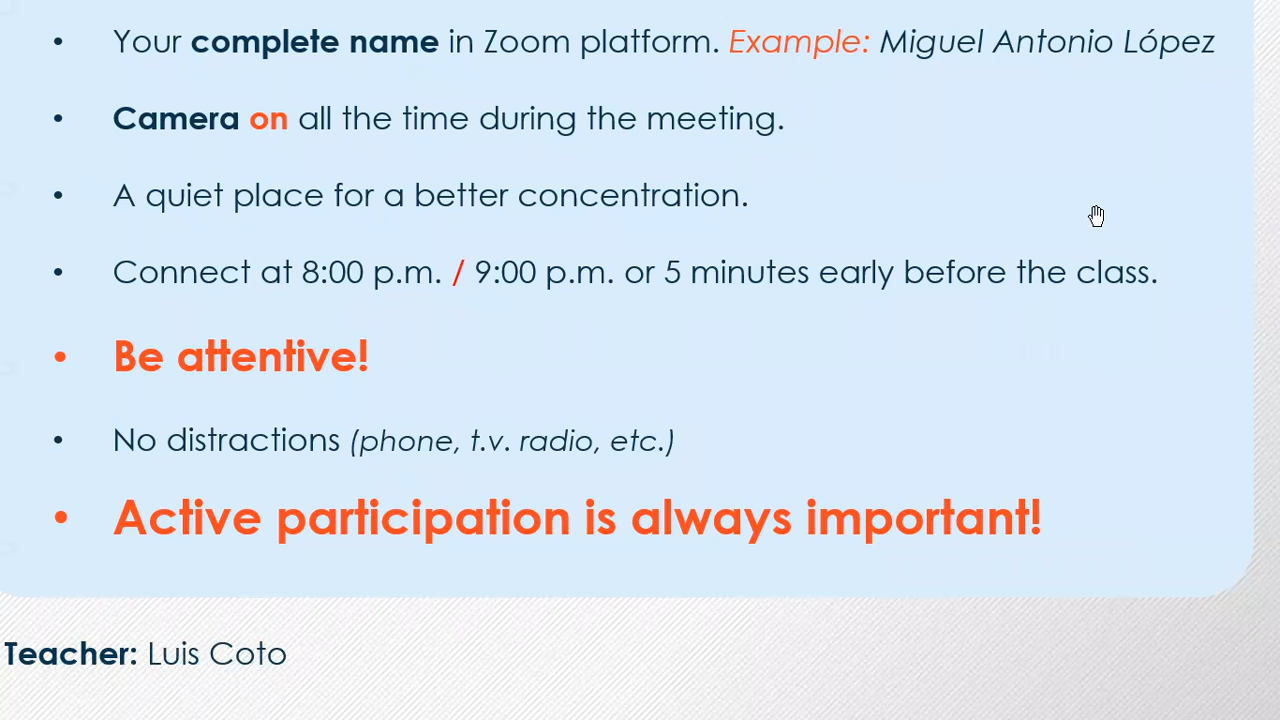 • Your complete name in Zoom platform. Example: Miguel Antonio López
• Camera on all the time during the meeting.
• A quiet place for a better concentration.
• Connect at 8:00 p.m. / 9:00 p.m. or 5 minutes early before the class.
• Be attentive!
• No distractions (phone, t.v. radio, etc.)
• Active participation is always important!
Teacher: Luis Coto